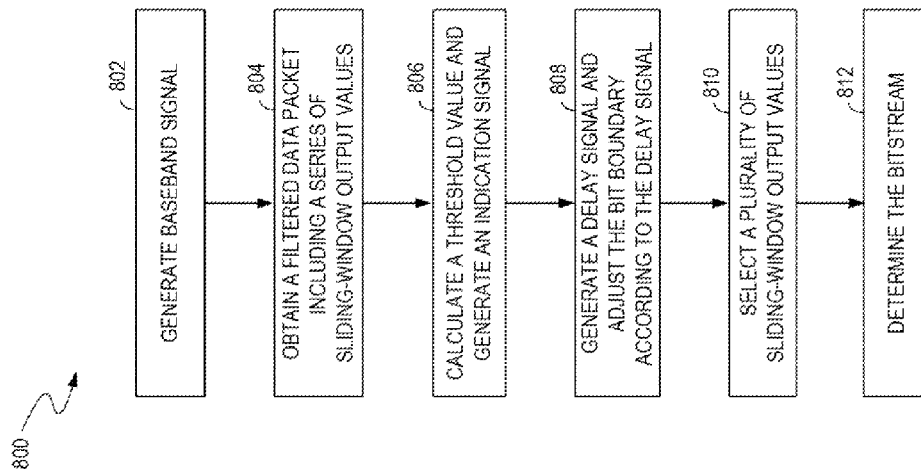 800
802
GENERATE BASEBAND SIGNAL
804
OBTAIN A FILTERED DATA PACKET
INCLUDING A SERIES OF
SLIDING-WINDOW OUTPUT VALUES
806
CALCULATE A THRESHOLD VALUE AND
GENERATE AN INDICATION SIGNAL
808
GENERATE A DELAY SIGNAL AND
ADJUST THE BIT BOUNDARY
ACCORDING TO THE DELAY SIGNAL
810
SELECT A PLURALITY OF
SLIDING-WINDOW OUTPUT VALUES
812
DETERMINE THE BITSTREAM